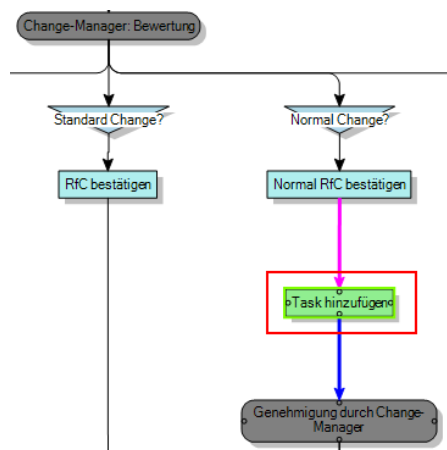 Change-Manager: Bewertung
Standard Change?
Normal Change?
RfC bestätigen
Normal RfC bestätigen
Task hinzufügen
Genehmigung durch Change-
Manager